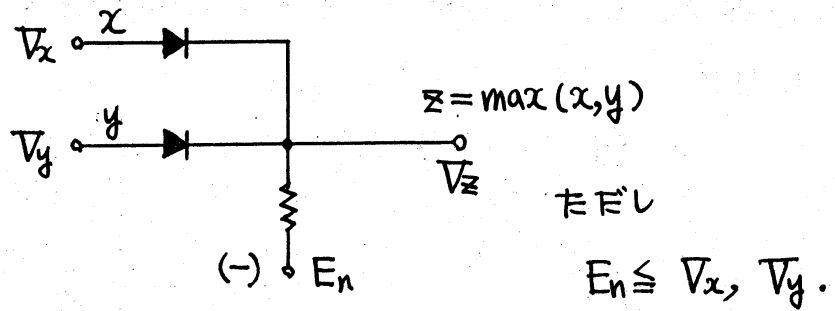 Vx
x
z = max(x,y)
Vy
y
Vz
ただし
(-) En
En ≦ Vx, Vy.